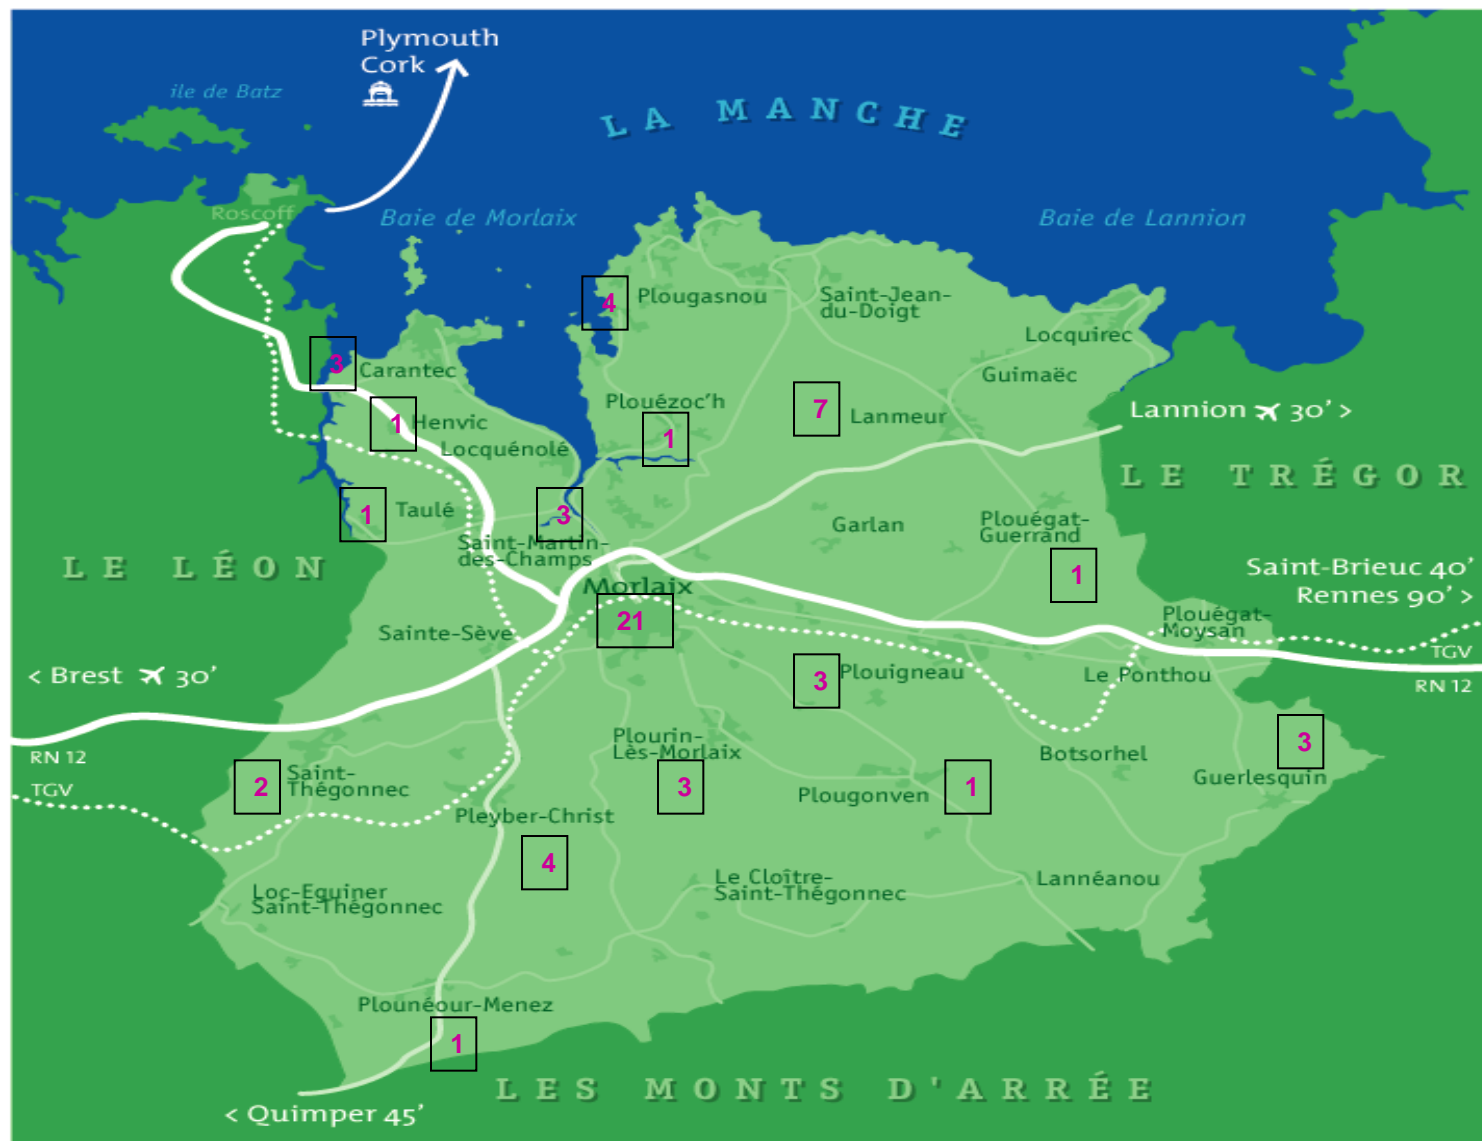 Plymouth
Cork
île de Batz
LA MANCHE
Roscoff
Baie de Morlaix
Baie de Lannion
4
Plougasnou
Saint-Jean-
du-Doigt
Locquirec
3
Carantec
Guimaëc
Plouézoc'h
7
Lanmeur
Lannion 30' >
1
Henvic
1
Locquénolé
LE TRÉGOR
1
Taulé
3
Garlan
Plouégat-
Guerrand
Saint-Martin-
des-Champs
LE LÉON
1
Saint-Brieuc 40'
Rennes 90' >
Morlaix
21
Plouégat-
Moysan
Sainte-Sève
TGV
< Brest 30'
3
Plouigneau
Le Ponthou
RN 12
Plourin-
Lès-Morlaix
3
RN 12
Botsorhel
3
Guerlesquin
TGV
2
Saint-
Thégonnec
Plougonven
1
Pleyber-Christ
4
Le Cloître-
Saint-Thégonnec
Lannéanou
Loc-Eguiner
Saint-Thégonnec
Plounéour-Menez
1
LES MONTS D'ARRÉE
< Quimper 45'